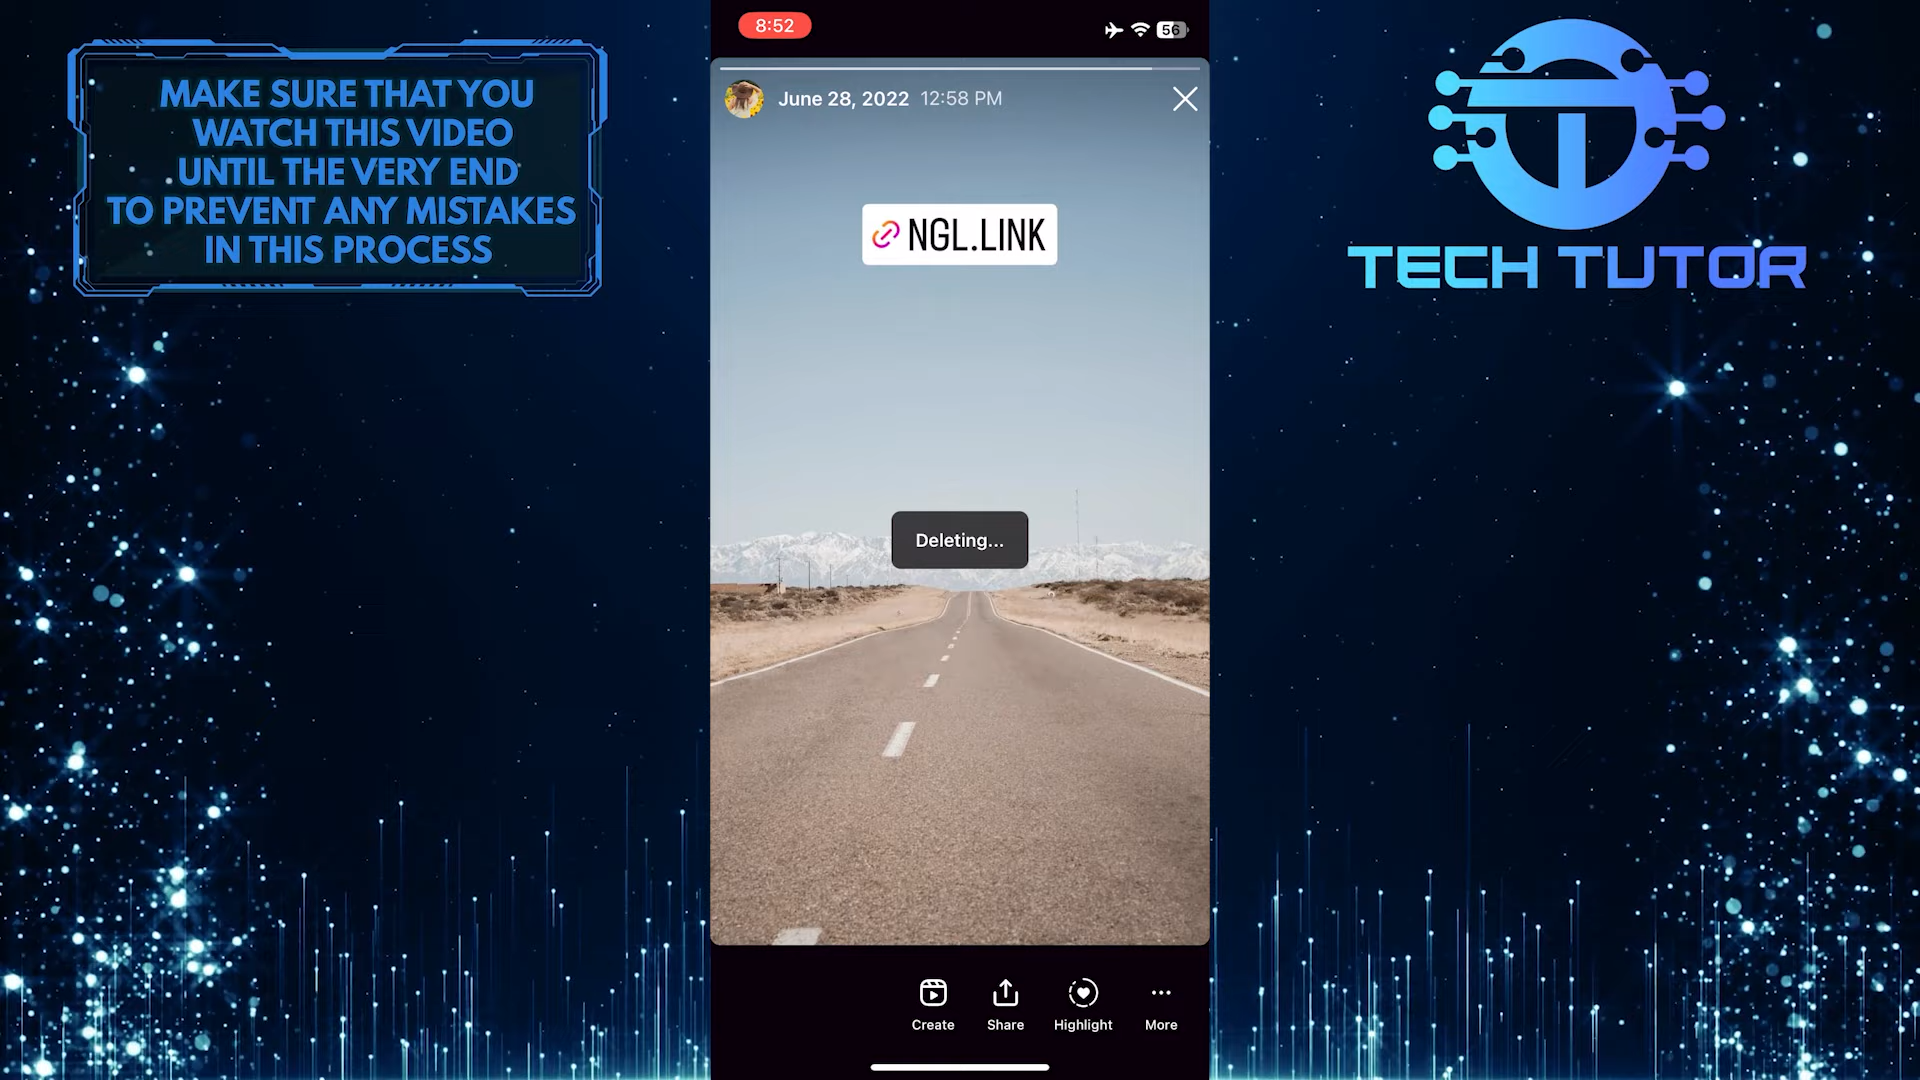 MAKE SURE THAT YOU
WATCH THIS VIDEO
UNTIL THE VERY END
TO PREVENT ANY MISTAKES
IN THIS PROCESS
8:52
56
June 28, 2022 12:58 PM
NGL.LINK
Deleting...
Create
Share
Highlight
More
TECH TUTOR